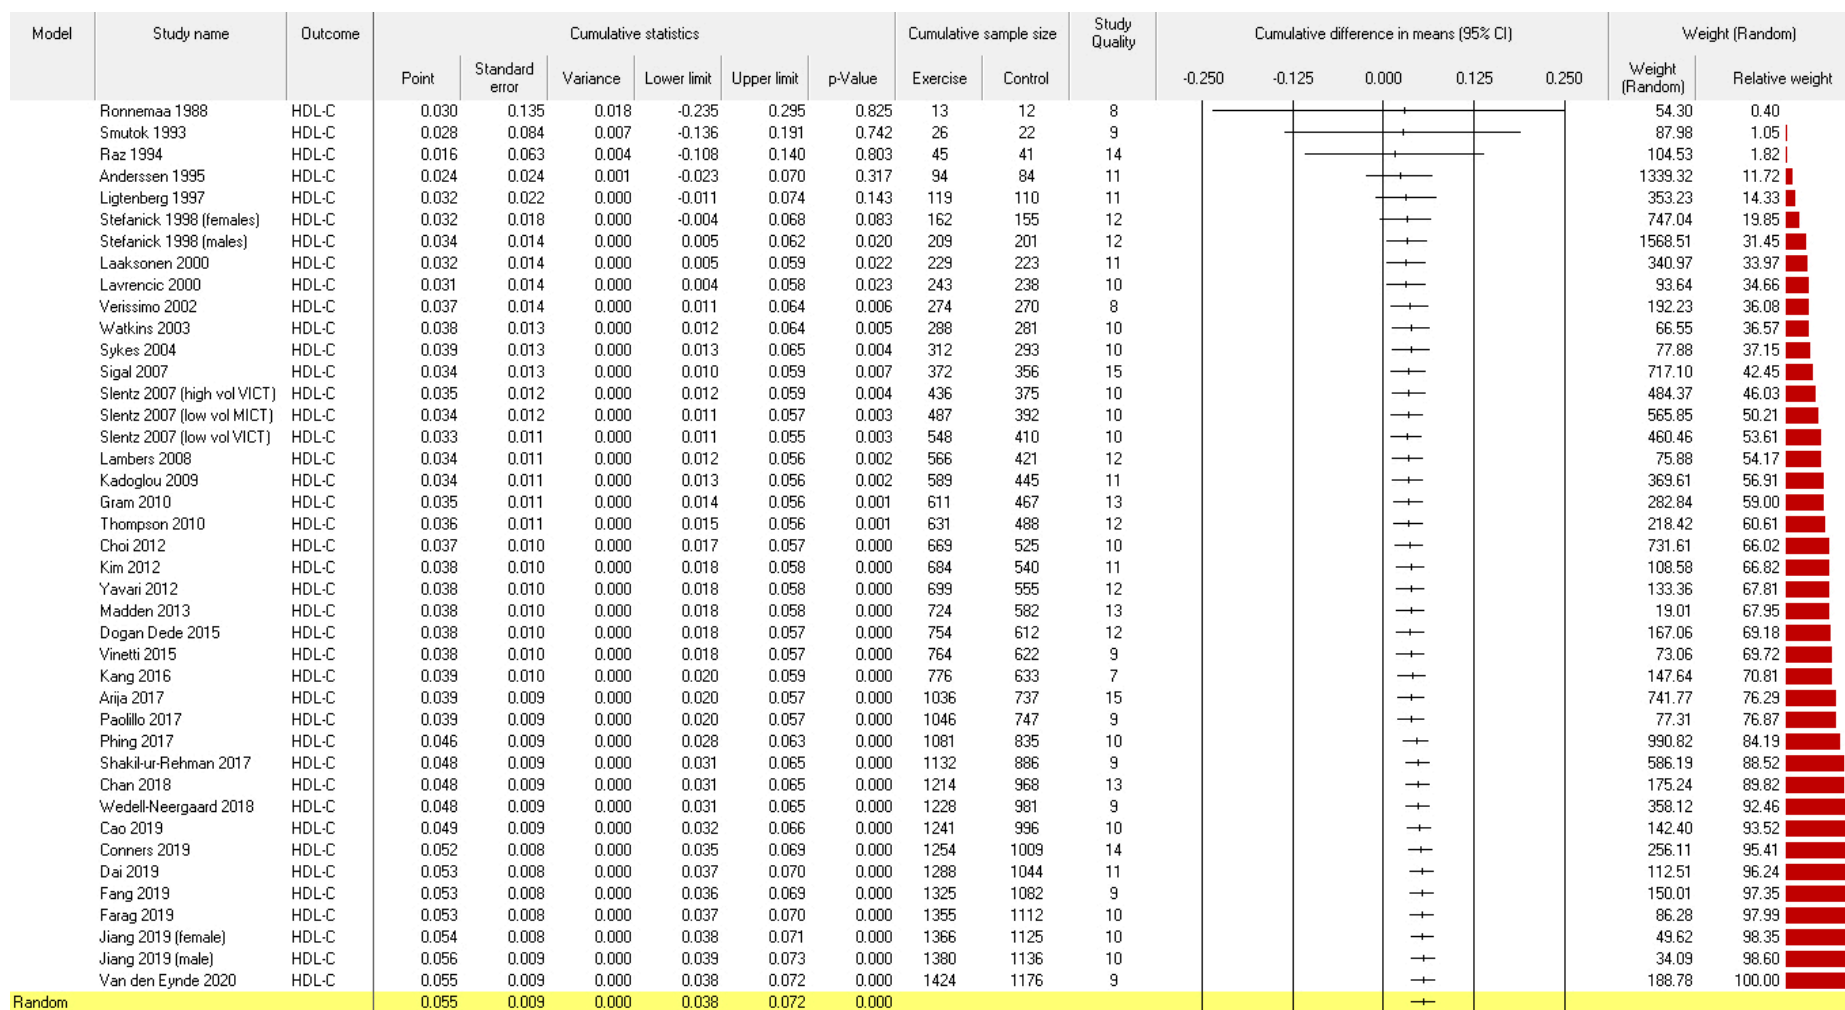 Model Study name Outcome Cumulative statistics Cumulative sample size Study Quality Cumulative difference in means (95% CI) Weight (Random)
Point Standard error Variance Lower limit Upper limit p-Value Exercise Control -0.250 -0.125 0.000 0.125 0.250 Weight (Random) Relative weight
Ronnemaa 1988 HDL-C 0.030 0.135 0.018 -0.235 0.295 0.825 13 12 8 54.30 0.40
Smutok 1993 HDL-C 0.028 0.084 0.007 -0.136 0.191 0.742 26 22 9 87.98 1.05
Raz 1994 HDL-C 0.016 0.063 0.004 -0.108 0.140 0.803 45 41 14 104.53 1.82
Anderssen 1995 HDL-C 0.024 0.024 0.001 -0.023 0.070 0.317 94 84 11 1339.32 11.72
Ligtenberg 1997 HDL-C 0.032 0.022 0.000 -0.011 0.074 0.143 119 110 11 353.23 14.33
Stefanick 1998 (females) HDL-C 0.032 0.018 0.000 -0.004 0.068 0.083 162 155 12 747.04 19.85
Stefanick 1998 (males) HDL-C 0.034 0.014 0.000 0.005 0.062 0.020 209 201 12 1568.51 31.45
Laaksonen 2000 HDL-C 0.032 0.014 0.000 0.005 0.059 0.022 229 223 11 340.97 33.97
Lavrencic 2000 HDL-C 0.031 0.014 0.000 0.004 0.058 0.023 243 238 10 93.64 34.66
Verissimo 2002 HDL-C 0.037 0.014 0.000 0.011 0.064 0.006 274 270 8 192.23 36.08
Watkins 2003 HDL-C 0.038 0.013 0.000 0.012 0.064 0.005 288 281 10 66.55 36.57
Sykes 2004 HDL-C 0.039 0.013 0.000 0.013 0.065 0.004 312 293 10 77.88 37.15
Sigal 2007 HDL-C 0.034 0.013 0.000 0.010 0.059 0.007 372 356 15 717.10 42.45
Slentz 2007 (high vol VICT) HDL-C 0.035 0.012 0.000 0.012 0.059 0.004 436 375 10 484.37 46.03
Slentz 2007 (low vol MICT) HDL-C 0.034 0.012 0.000 0.011 0.057 0.003 487 392 10 565.85 50.21
Slentz 2007 (low vol VICT) HDL-C 0.033 0.011 0.000 0.011 0.055 0.003 548 410 10 460.46 53.61
Lambers 2008 HDL-C 0.034 0.011 0.000 0.012 0.056 0.002 566 421 12 75.88 54.17
Kadoglou 2009 HDL-C 0.034 0.011 0.000 0.013 0.056 0.002 589 445 11 369.61 56.91
Gram 2010 HDL-C 0.035 0.011 0.000 0.014 0.056 0.001 611 467 13 282.84 59.00
Thompson 2010 HDL-C 0.036 0.011 0.000 0.015 0.056 0.001 631 488 12 218.42 60.61
Choi 2012 HDL-C 0.037 0.010 0.000 0.017 0.057 0.000 669 525 10 731.61 66.02
Kim 2012 HDL-C 0.038 0.010 0.000 0.018 0.058 0.000 684 540 11 108.58 66.82
Yavari 2012 HDL-C 0.038 0.010 0.000 0.018 0.058 0.000 699 555 12 133.36 67.81
Madden 2013 HDL-C 0.038 0.010 0.000 0.018 0.058 0.000 724 582 13 19.01 67.95
Dogan Dede 2015 HDL-C 0.038 0.010 0.000 0.018 0.057 0.000 754 612 12 167.06 69.18
Vinetti 2015 HDL-C 0.038 0.010 0.000 0.018 0.057 0.000 764 622 9 73.06 69.72
Kang 2016 HDL-C 0.039 0.010 0.000 0.020 0.059 0.000 776 633 7 147.64 70.81
Arija 2017 HDL-C 0.039 0.009 0.000 0.020 0.057 0.000 1036 737 15 741.77 76.29
Paolillo 2017 HDL-C 0.039 0.009 0.000 0.020 0.057 0.000 1046 747 9 77.31 76.87
Phing 2017 HDL-C 0.046 0.009 0.000 0.028 0.063 0.000 1081 835 10 990.82 84.19
Shakil-ur-Rehman 2017 HDL-C 0.048 0.009 0.000 0.031 0.065 0.000 1132 886 9 586.19 88.52
Chan 2018 HDL-C 0.048 0.009 0.000 0.031 0.065 0.000 1214 968 13 175.24 89.82
Wedell-Neergaard 2018 HDL-C 0.048 0.009 0.000 0.031 0.065 0.000 1228 981 9 358.12 92.46
Cao 2019 HDL-C 0.049 0.009 0.000 0.032 0.066 0.000 1241 996 10 142.40 93.52
Conners 2019 HDL-C 0.052 0.008 0.000 0.035 0.069 0.000 1254 1009 14 256.11 95.41
Dai 2019 HDL-C 0.053 0.008 0.000 0.037 0.070 0.000 1288 1044 11 112.51 96.24
Fang 2019 HDL-C 0.053 0.008 0.000 0.036 0.069 0.000 1325 1082 9 150.01 97.35
Farag 2019 HDL-C 0.053 0.008 0.000 0.037 0.070 0.000 1355 1112 10 86.28 97.99
Jiang 2019 (female) HDL-C 0.054 0.008 0.000 0.038 0.071 0.000 1366 1125 10 49.62 98.35
Jiang 2019 (male) HDL-C 0.056 0.009 0.000 0.039 0.073 0.000 1380 1136 10 34.09 98.60
Van den Eynde 2020 HDL-C 0.055 0.009 0.000 0.038 0.072 0.000 1424 1176 9 188.78 100.00
Random 0.055 0.009 0.000 0.038 0.072 0.000